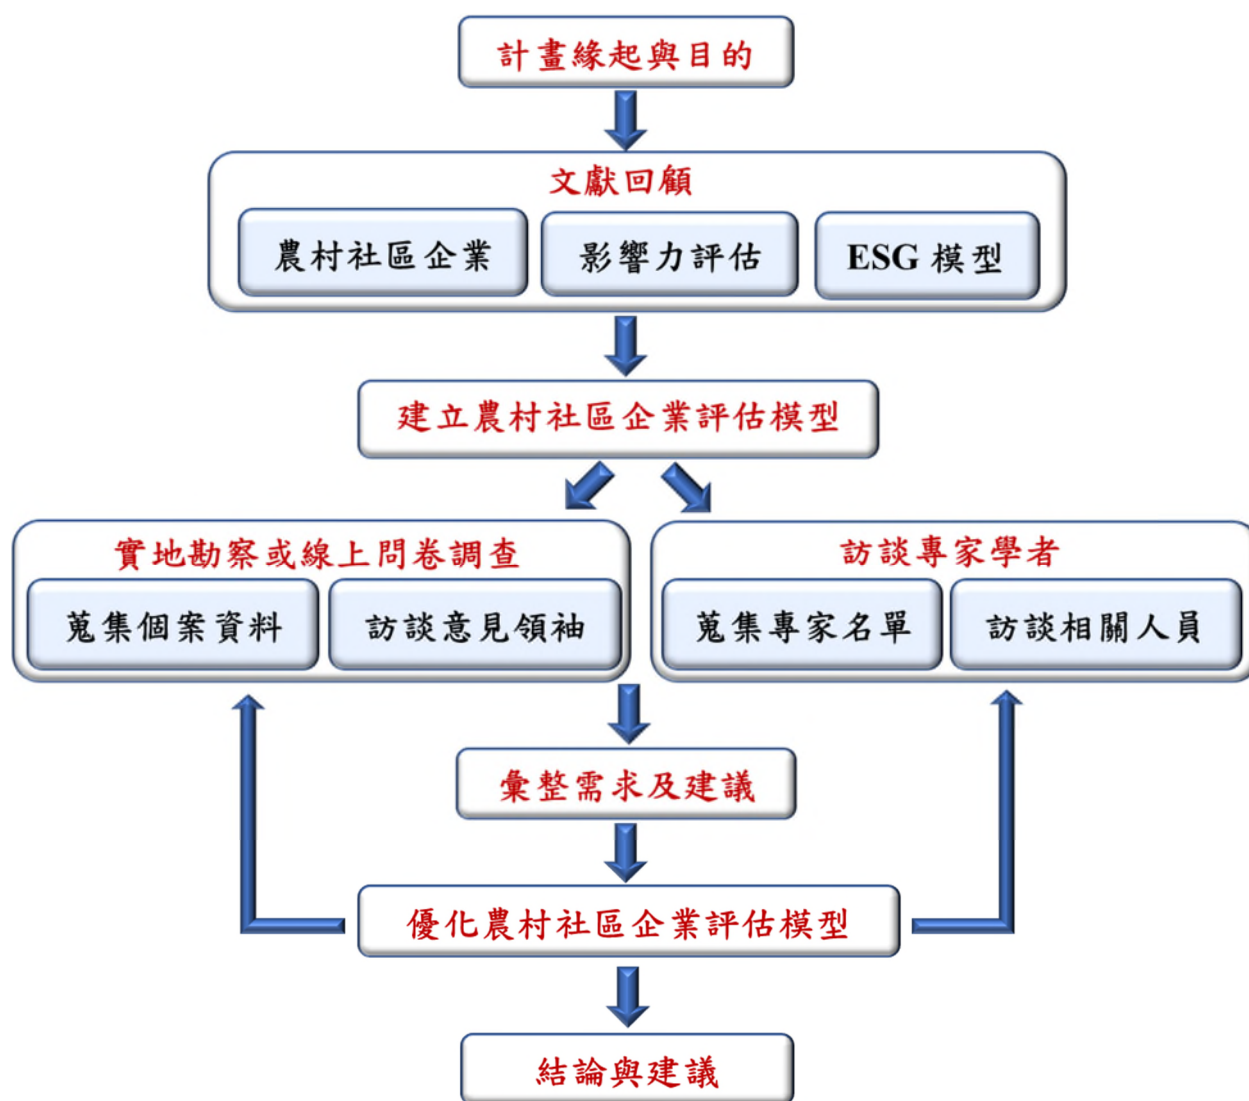 計畫緣起與目的
文獻回顧
農村社區企業 影響力評估 ESG 模型
建立農村社區企業評估模型
實地勘察或線上問卷調查
蒐集個案資料 訪談意見領袖
訪談專家學者
蒐集專家名單 訪談相關人員
彙整需求及建議
優化農村社區企業評估模型
結論與建議